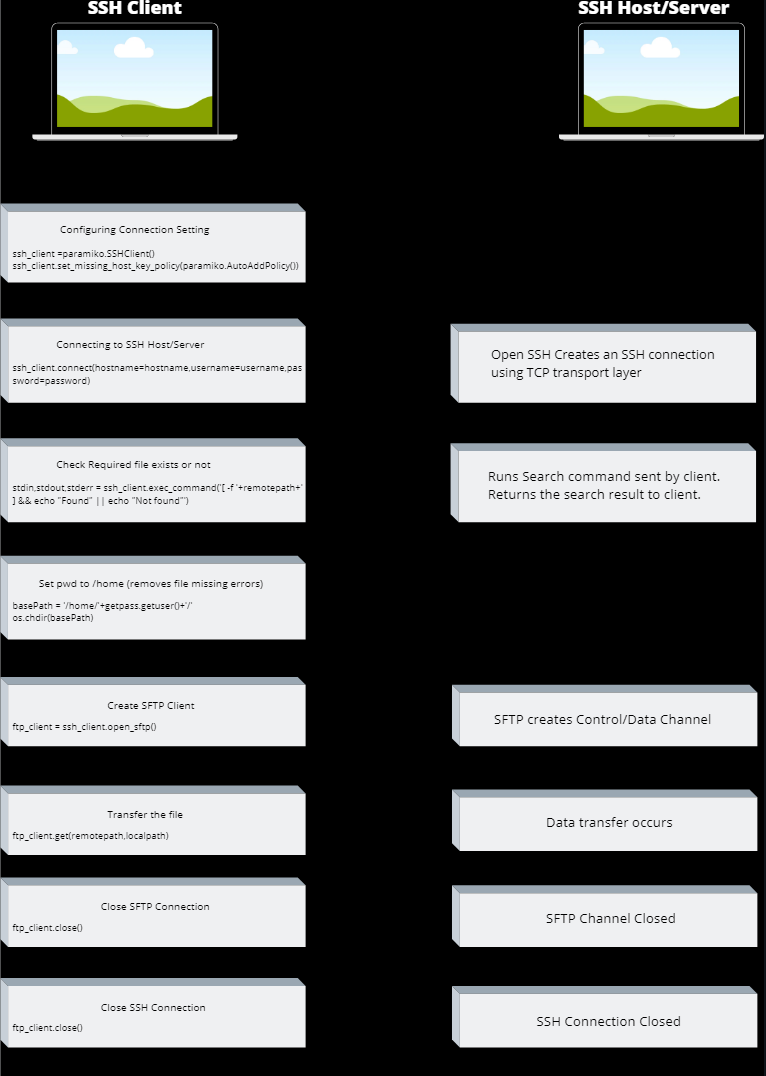 SSH Client
SSH Host/Server
Configuring Connection Setting
ssh_client =paramiko.SSHClient()
ssh_client.set_missing_host_key_policy(paramiko.AutoAddPolicy())
Connecting to SSH Host/Server
ssh_client.connect(hostname=hostname,username=username,pas
sword=password)
Open SSH Creates an SSH connection
using TCP transport layer
Check Required file exists or not
stdin,stdout,stderr = ssh_client.exec_command('[ -f '+remotepath+'
] && echo "Found" || echo "Not found"')
Runs Search command sent by client.
Returns the search result to client.
Set pwd to /home (removes file missing errors)
basePath = '/home/'+getpass.getuser()+'/'
os.chdir(basePath)
Create SFTP Client
ftp_client = ssh_client.open_sftp()
SFTP creates Control/Data Channel
Transfer the file
ftp_client.get(remotepath,localpath)
Data transfer occurs
Close SFTP Connection
ftp_client.close()
SFTP Channel Closed
Close SSH Connection
ftp_client.close()
SSH Connection Closed